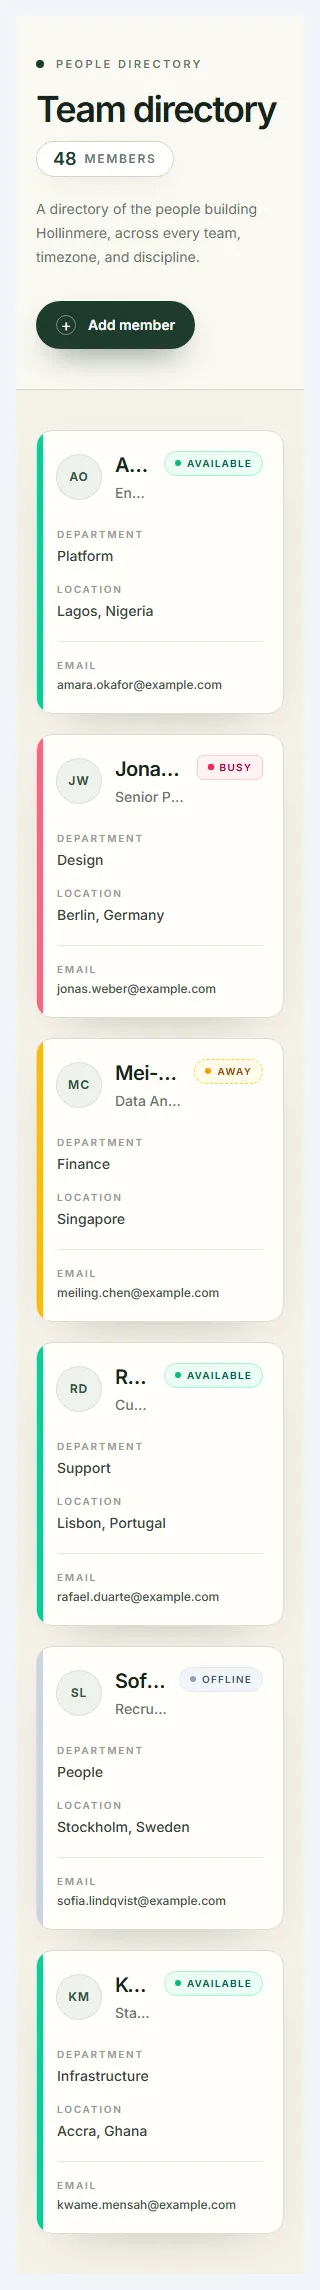 PEOPLE DIRECTORY
Team directory
48 MEMBERS
A directory of the people building
Hollinmere, across every team,
timezone, and discipline.
+ Add member
AO
A...
AVAILABLE
En...
DEPARTMENT
Platform
LOCATION
Lagos, Nigeria
EMAIL
amara.okafor@example.com
JW
Jona...
BUSY
Senior P...
DEPARTMENT
Design
LOCATION
Berlin, Germany
EMAIL
jonas.weber@example.com
MC
Mei-...
AWAY
Data An...
DEPARTMENT
Finance
LOCATION
Singapore
EMAIL
meiling.chen@example.com
RD
R...
AVAILABLE
Cu...
DEPARTMENT
Support
LOCATION
Lisbon, Portugal
EMAIL
rafael.duarte@example.com
SL
Sof...
OFFLINE
Recru...
DEPARTMENT
People
LOCATION
Stockholm, Sweden
EMAIL
sofia.lindqvist@example.com
KM
K...
AVAILABLE
Sta...
DEPARTMENT
Infrastructure
LOCATION
Accra, Ghana
EMAIL
kwame.mensah@example.com